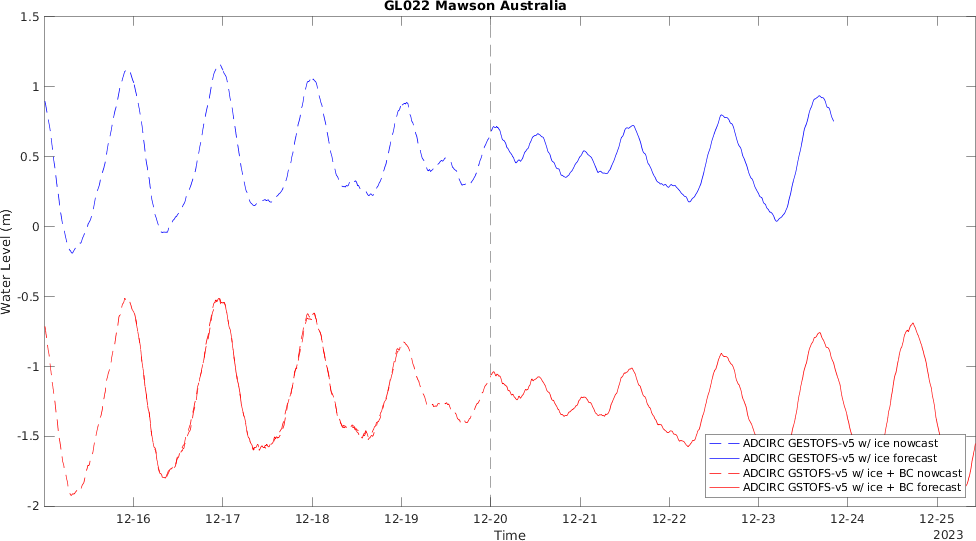 GL022 Mawson Australia
1.5
1
0.5
0
-0.5
-1
-1.5
-2
Water Level (m)
12-16 12-17 12-18 12-19 12-20 12-21 12-22 12-23 12-24 12-25
Time
2023
ADCIRC GESTOFS-v5 w/ ice nowcast
ADCIRC GESTOFS-v5 w/ ice forecast
ADCIRC GSTOFS-v5 w/ ice + BC nowcast
ADCIRC GSTOFS-v5 w/ ice + BC forecast